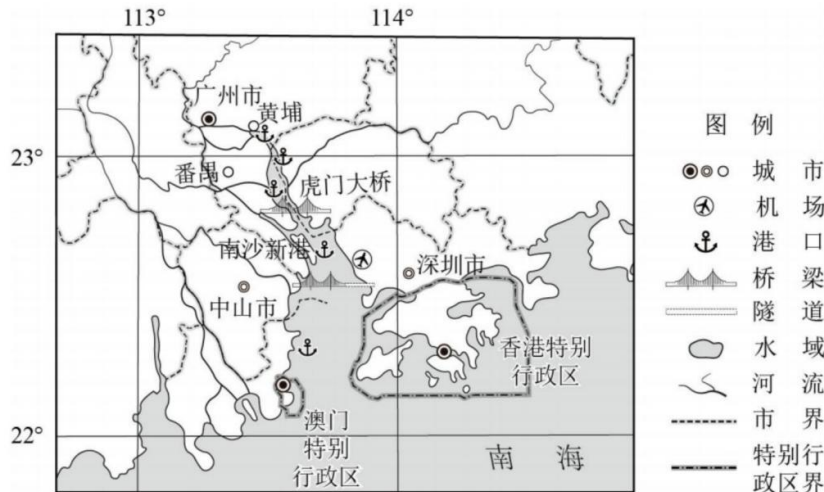 113°
114°
广州市
黄埔
23°
番禺
虎门大桥
南沙新港
深圳市
中山市
香港特别
行政区
澳门
特别
行政区
22°
南 海
图 例
城 市
机 场
港 口
桥 梁
隧 道
水 域
河 流
市 界
特别行
政区界